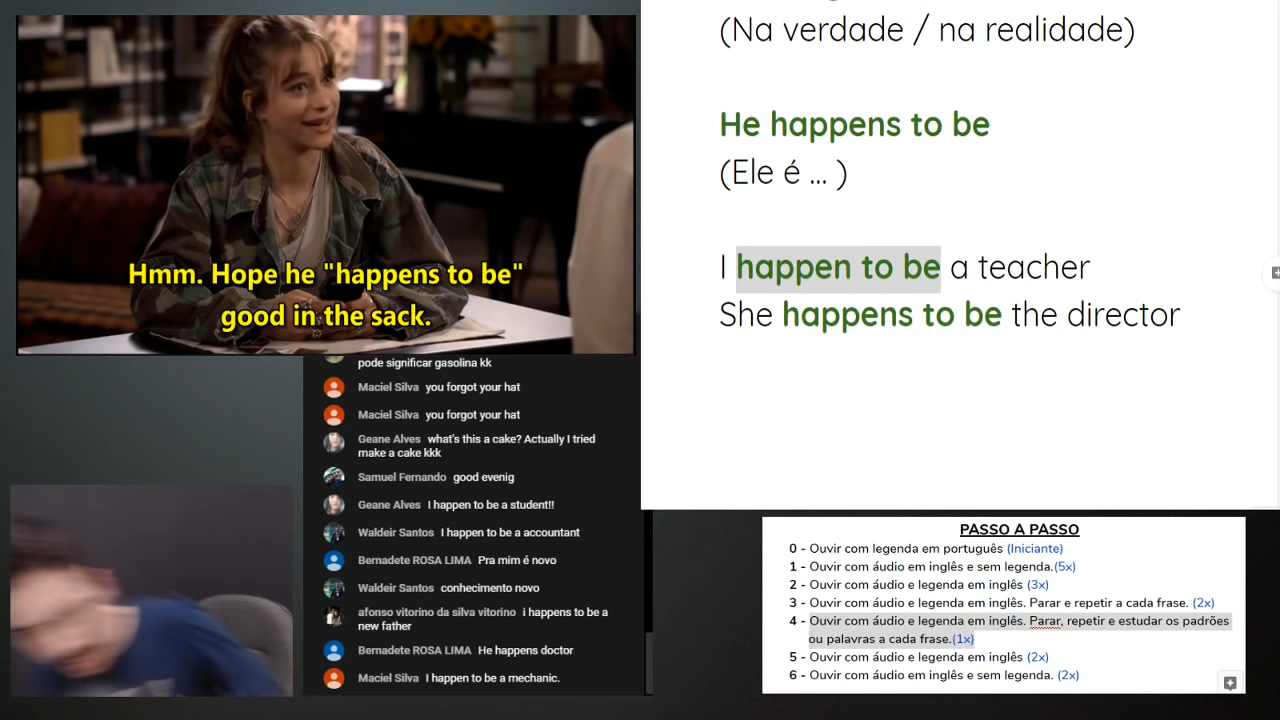 Hmm. Hope he "happens to be"
good in the sack.
pode significar gasolina kk
Maciel Silva you forgot your hat
Maciel Silva you forgot your hat
Geane Alves what's this a cake? Actually I tried
make a cake kkk
Samuel Fernando good evenig
Geane Alves I happen to be a student!!
Waldeir Santos I happen to be a accountant
Bernadete ROSA LIMA Pra mim é novo
Waldeir Santos conhecimento novo
afonso vitorino da silva vitorino i happens to be a
new father
Bernadete ROSA LIMA He happens doctor
Maciel Silva I happen to be a mechanic.
(Na verdade / na realidade)
He happens to be
(Ele é ... )
I happen to be a teacher
She happens to be the director
PASSO A PASSO
0 - Ouvir com legenda em português (Iniciante)
1 - Ouvir com áudio em inglês e sem legenda.(5x)
2 - Ouvir com áudio e legenda em inglês (3x)
3 - Ouvir com áudio e legenda em inglês. Parar e repetir a cada frase. (2x)
4 - Ouvir com áudio e legenda em inglês. Parar, repetir e estudar os padrões
ou palavras a cada frase.(1x)
5 - Ouvir com áudio e legenda em inglês (2x)
6 - Ouvir com áudio em inglês e sem legenda. (2x)